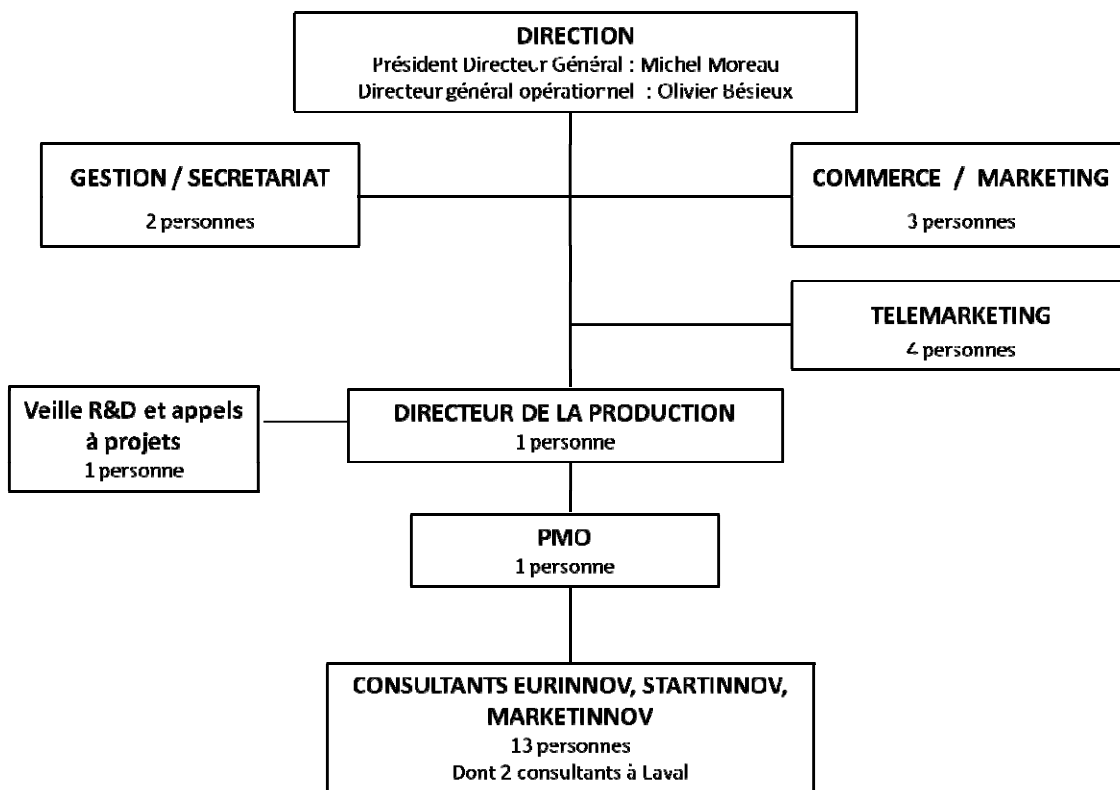 DIRECTION
Président Directeur Général : Michel Moreau
Directeur général opérationnel : Olivier Bésieux
GESTION / SECRETARIAT
2 personnes
COMMERCE / MARKETING
3 personnes
TELEMARKETING
4 personnes
Veille R&D et appels
à projets
1 personne
DIRECTEUR DE LA PRODUCTION
1 personne
PMO
1 personne
CONSULTANTS EURINNOV, STARTINNOV,
MARKETINNOV
13 personnes
Dont 2 consultants à Laval